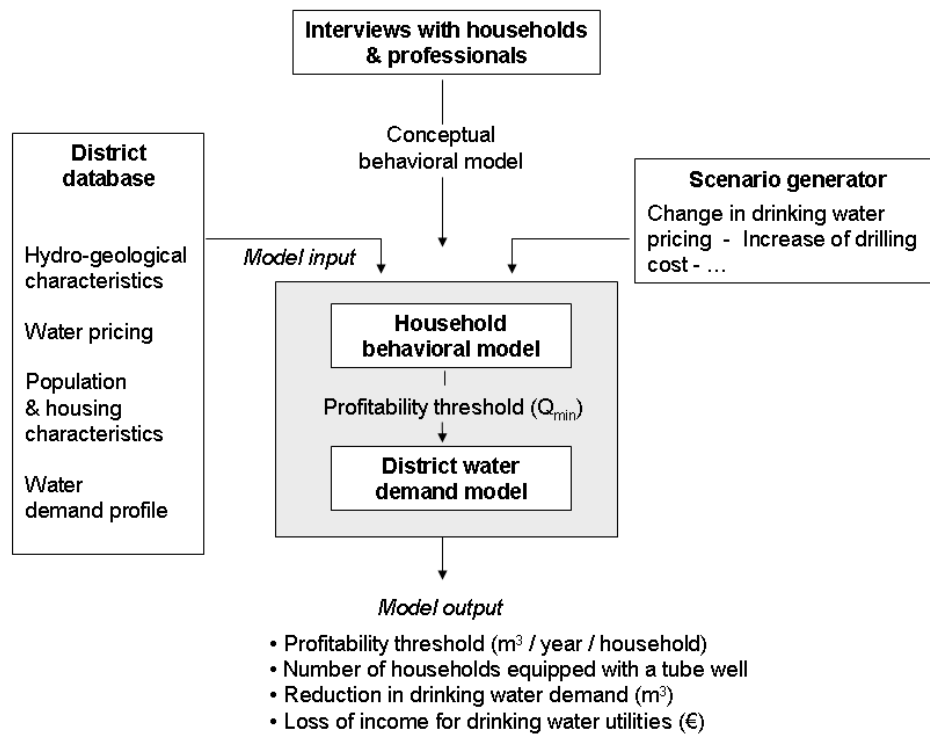 Interviews with households
& professionals
Conceptual
behavioral model
District
database
Hydro-geological
characteristics
Water pricing
Population
& housing
characteristics
Water
demand profile
Scenario generator
Change in drinking water
pricing - Increase of drilling
cost - ...
Model input
Household
behavioral model
Profitability threshold (Qmin)
District water
demand model
Model output
• Profitability threshold (m³ / year / household)
• Number of households equipped with a tube well
• Reduction in drinking water demand (m³)
• Loss of income for drinking water utilities (€)